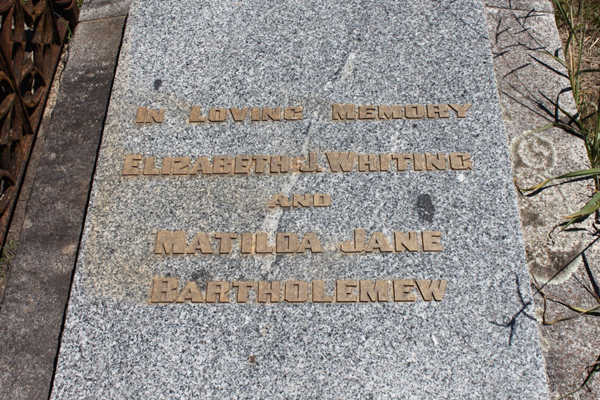 In Loving Memory
Elizabeth J. Whiting
and
Matilda Jane
Bartholemew